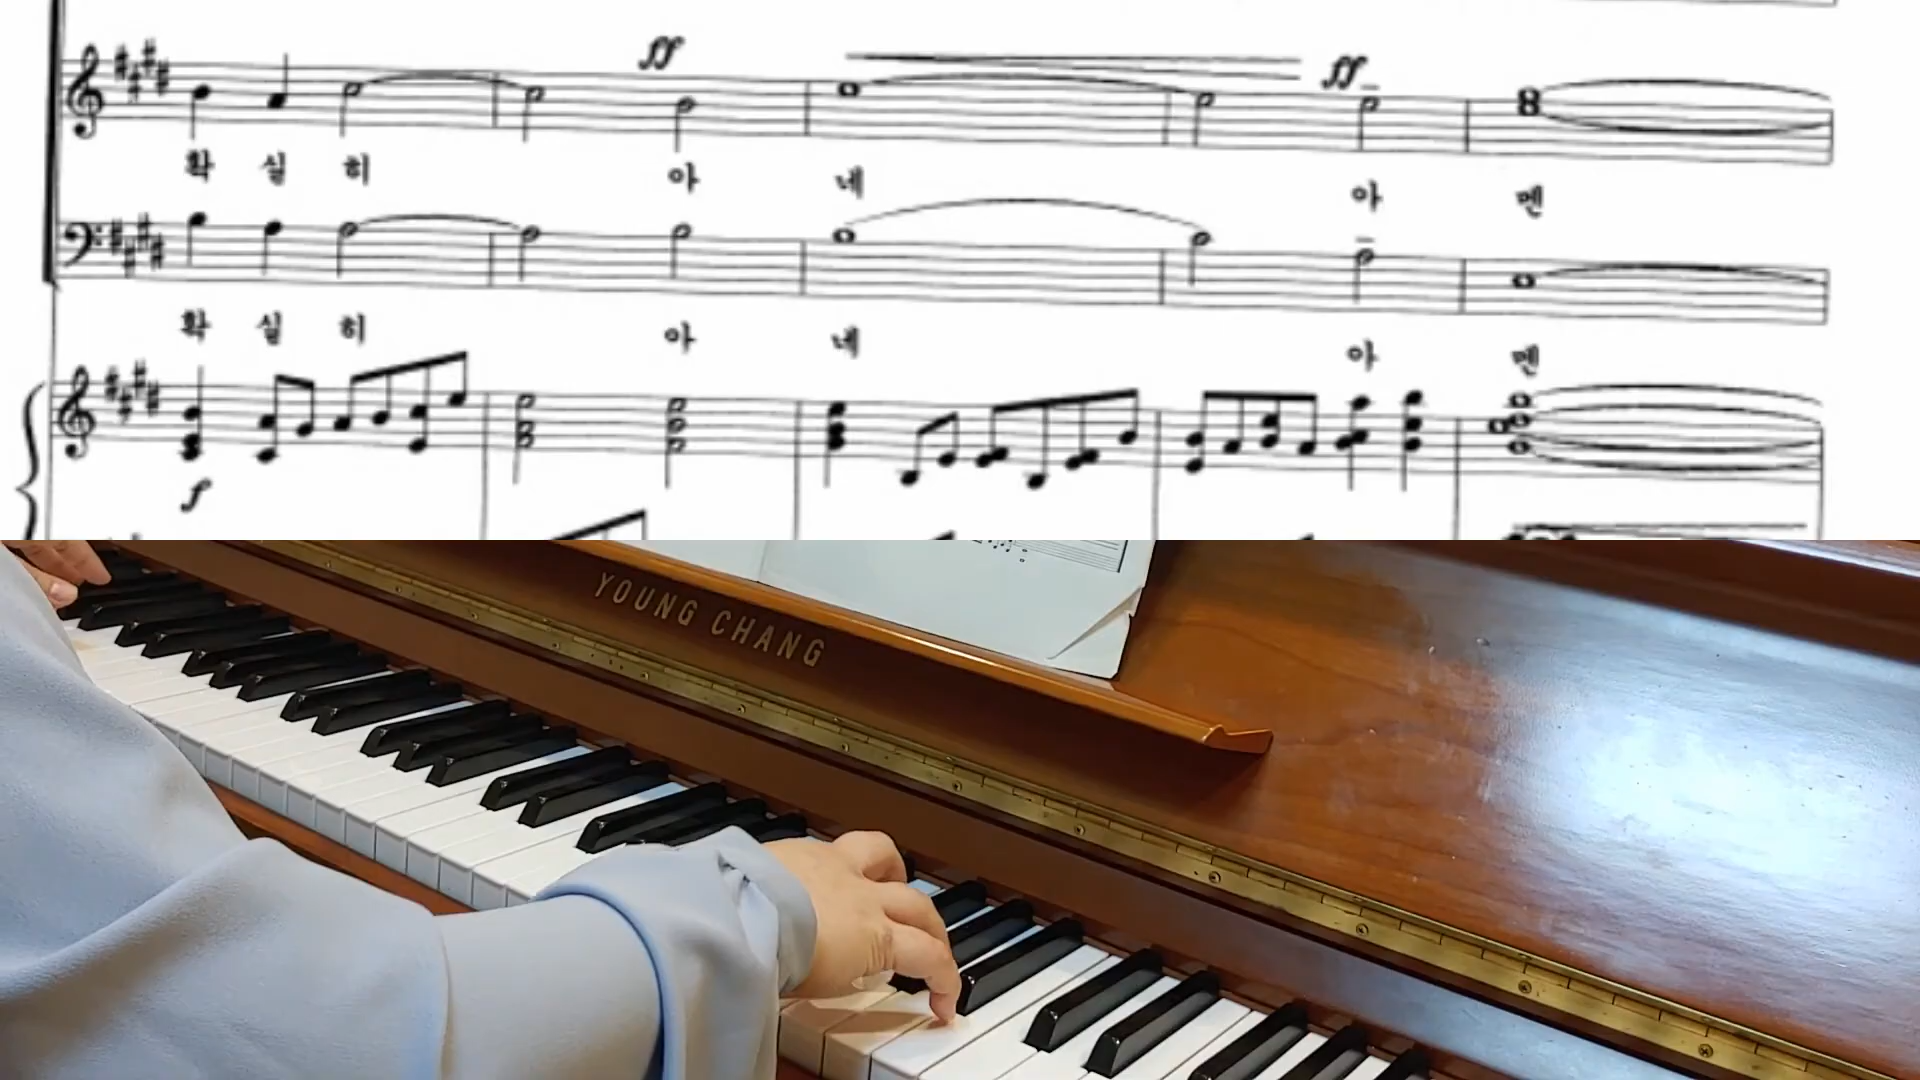 ff ff
확 실 히 아 네 아 멘
확 실 히 아 네 아 멘
f
YOUNG CHANG